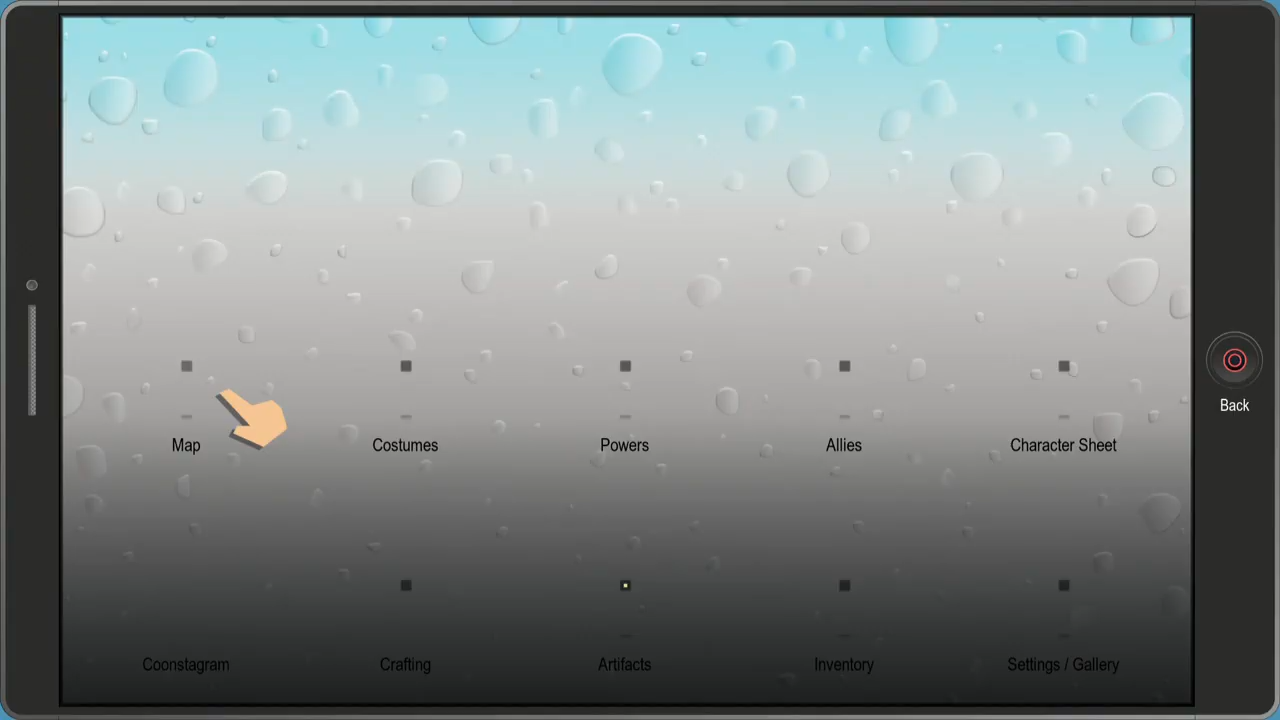 Back
Map
Costumes
Powers
Allies
Character Sheet
Coonstagram
Crafting
Artifacts
Inventory
Settings / Gallery